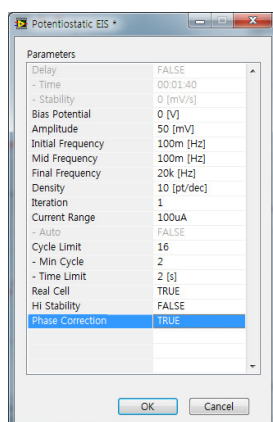 Potentiostatic EIS *
Parameters
Delay FALSE
- Time 00:01:40
- Stability 0 [mV/s]
Bias Potential 0 [V]
Amplitude 50 [mV]
Initial Frequency 100m [Hz]
Mid Frequency 100m [Hz]
Final Frequency 20k [Hz]
Density 10 [pt/dec]
Iteration 1
Current Range 100uA
- Auto FALSE
Cycle Limit 16
- Min Cycle 2
- Time Limit 2 [s]
Real Cell TRUE
Hi Stability FALSE
Phase Correction TRUE
OK Cancel